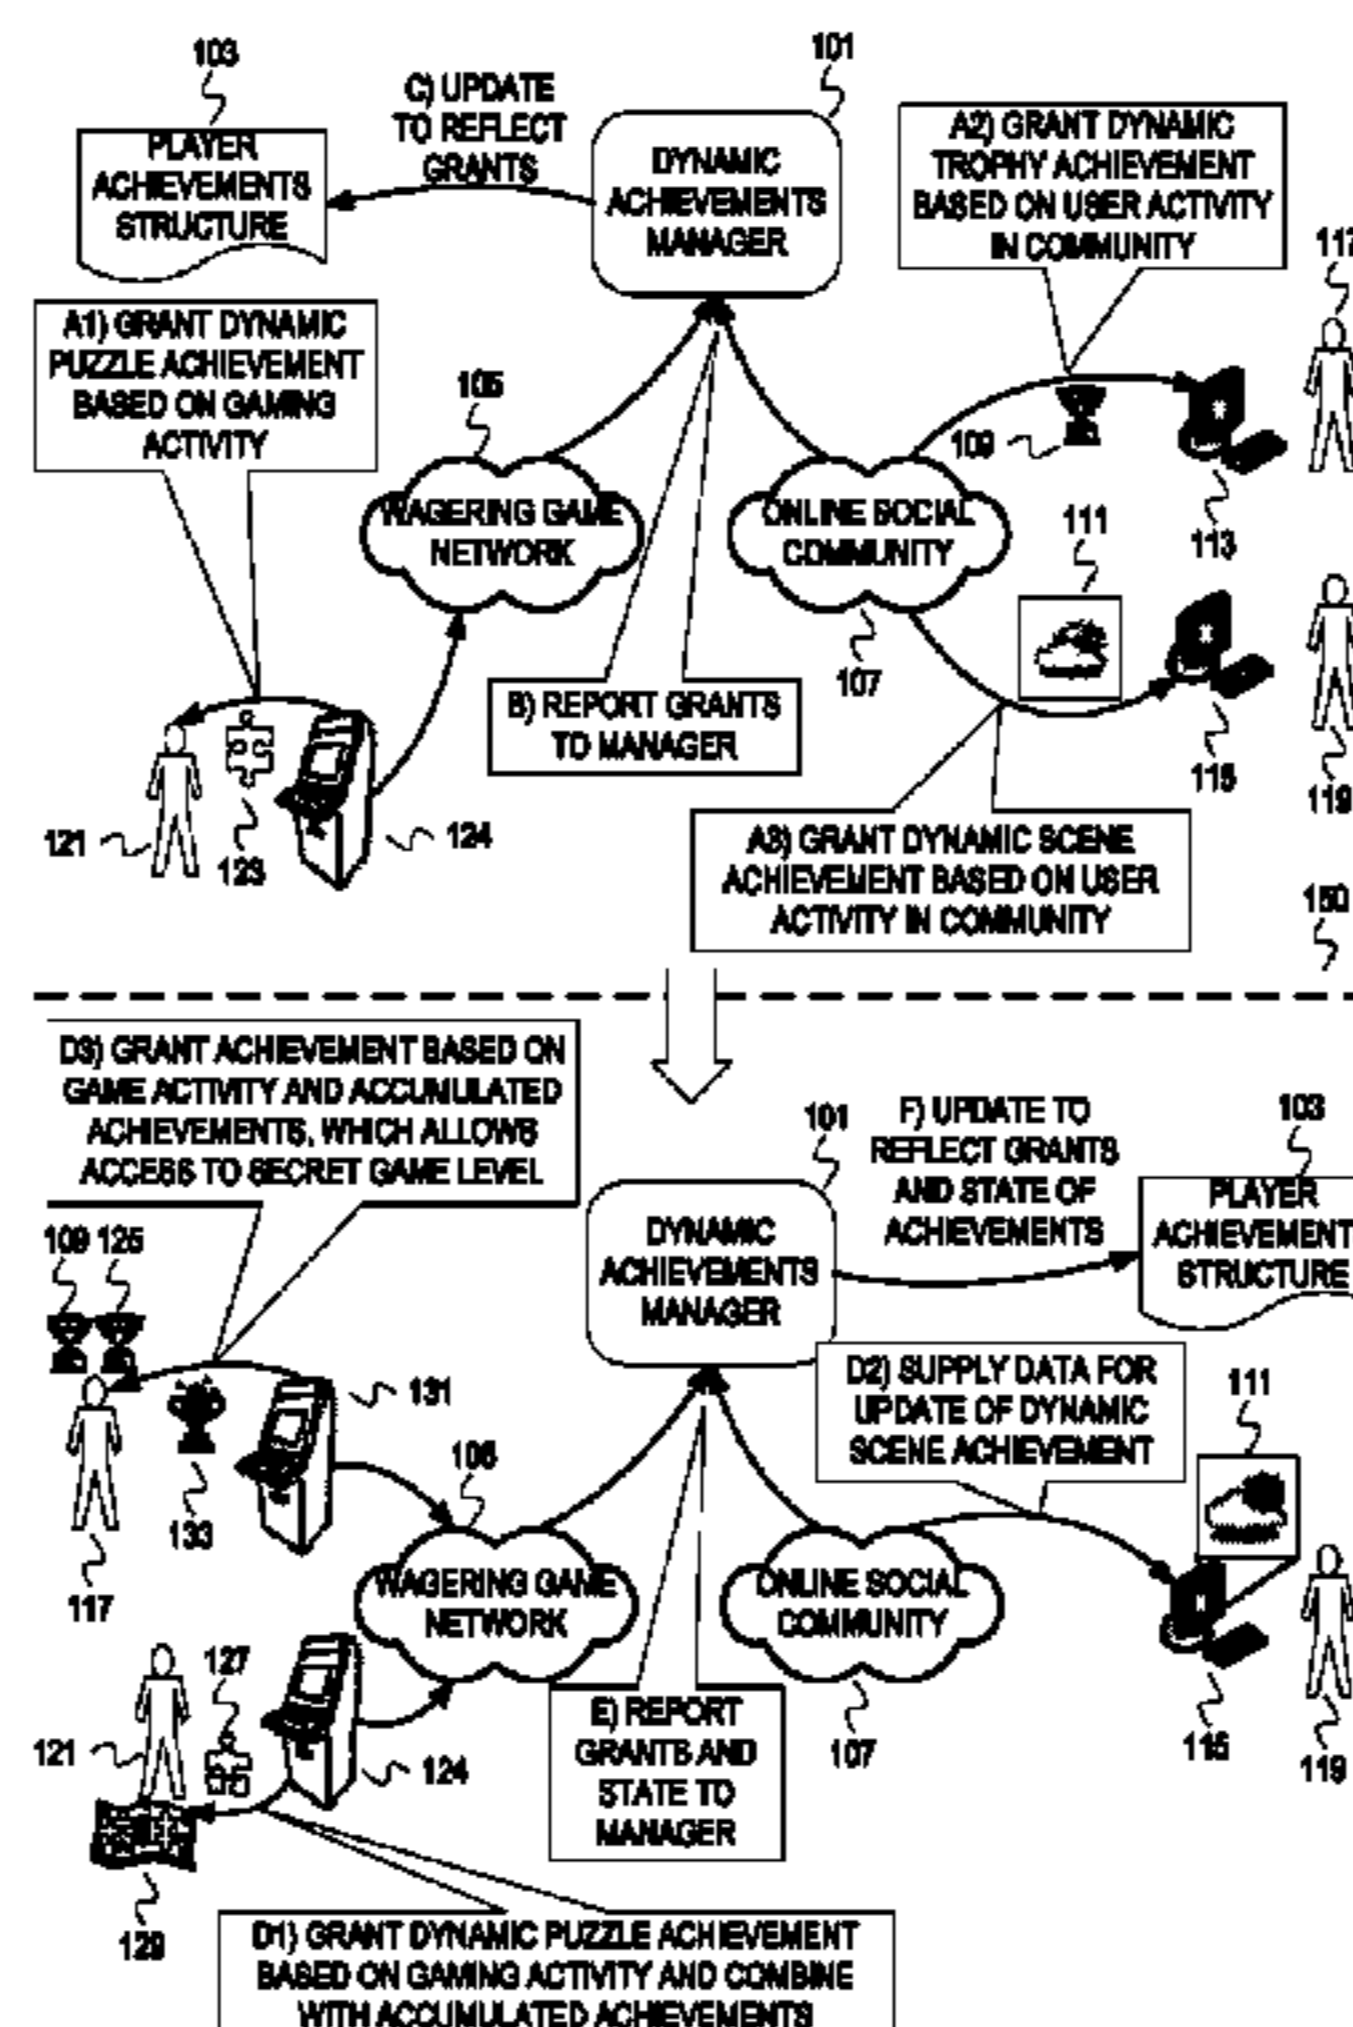 103
101
C) UPDATE
TO REFLECT
GRANTS
PLAYER
ACHIEVEMENTS
STRUCTURE
DYNAMIC
ACHIEVEMENTS
MANAGER
A2) GRANT DYNAMIC
TROPHY ACHIEVEMENT
BASED ON USER ACTIVITY
IN COMMUNITY
117
A1) GRANT DYNAMIC
PUZZLE ACHIEVEMENT
BASED ON GAMING
ACTIVITY
105
109
113
WAGERING GAME
NETWORK
ONLINE SOCIAL
COMMUNITY
111
107
B) REPORT GRANTS
TO MANAGER
115
119
121
123
124
A3) GRANT DYNAMIC SCENE
ACHIEVEMENT BASED ON USER
ACTIVITY IN COMMUNITY
150
D3) GRANT ACHIEVEMENT BASED ON
GAME ACTIVITY AND ACCUMULATED
ACHIEVEMENTS, WHICH ALLOWS
ACCESS TO SECRET GAME LEVEL
101
F) UPDATE TO
REFLECT GRANTS
AND STATE OF
ACHIEVEMENTS
103
PLAYER
ACHIEVEMENT
STRUCTURE
109 125
DYNAMIC
ACHIEVEMENTS
MANAGER
D2) SUPPLY DATA FOR
UPDATE OF DYNAMIC
SCENE ACHIEVEMENT
111
131
105
133
117
WAGERING GAME
NETWORK
ONLINE SOCIAL
COMMUNITY
127
121
124
E) REPORT
GRANTS AND
STATE TO
MANAGER
107
115
119
129
D1) GRANT DYNAMIC PUZZLE ACHIEVEMENT
BASED ON GAMING ACTIVITY AND COMBINE
WITH ACCUMULATED ACHIEVEMENTS